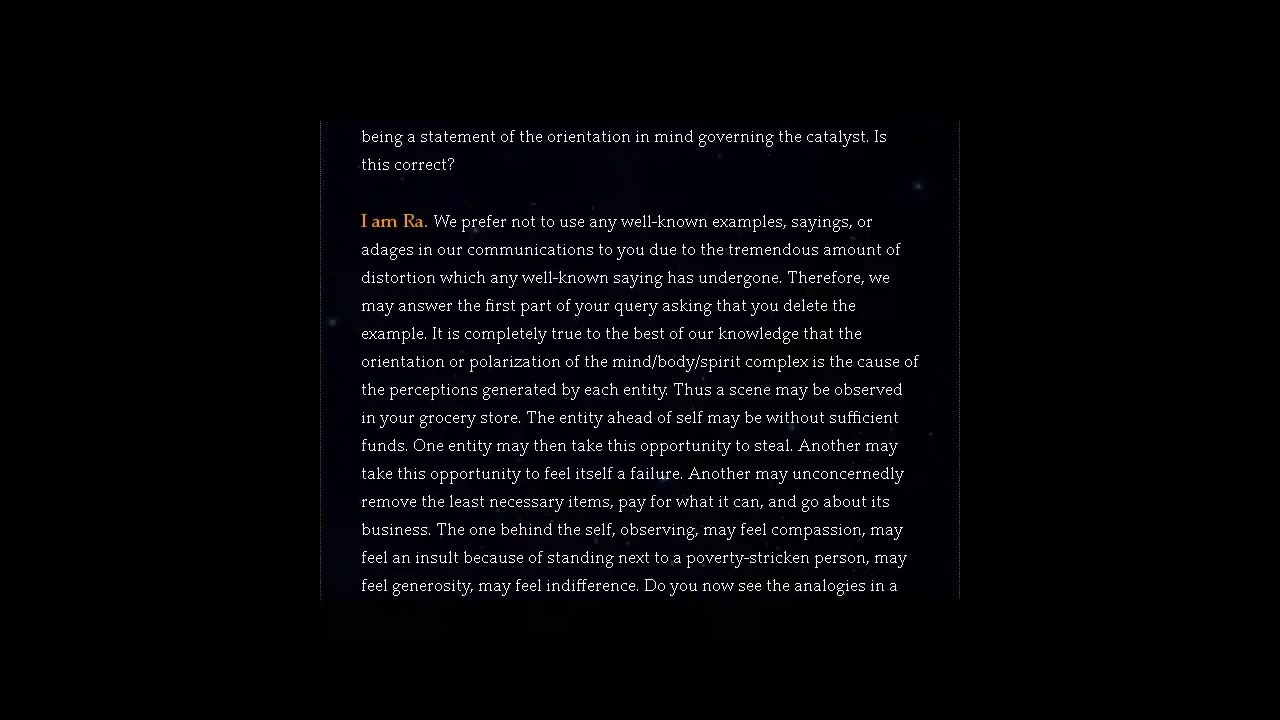 being a statement of the orientation in mind governing the catalyst. Is
this correct?
I am Ra. We prefer not to use any well-known examples, sayings, or
adages in our communications to you due to the tremendous amount of
distortion which any well-known saying has undergone. Therefore, we
may answer the first part of your query asking that you delete the
example. It is completely true to the best of our knowledge that the
orientation or polarization of the mind/body/spirit complex is the cause of
the perceptions generated by each entity. Thus a scene may be observed
in your grocery store. The entity ahead of self may be without sufficient
funds. One entity may then take this opportunity to steal. Another may
take this opportunity to feel itself a failure. Another may unconcernedly
remove the least necessary items, pay for what it can, and go about its
business. The one behind the self, observing, may feel compassion, may
feel an insult because of standing next to a poverty-stricken person, may
feel generosity, may feel indifference. Do you now see the analogies in a